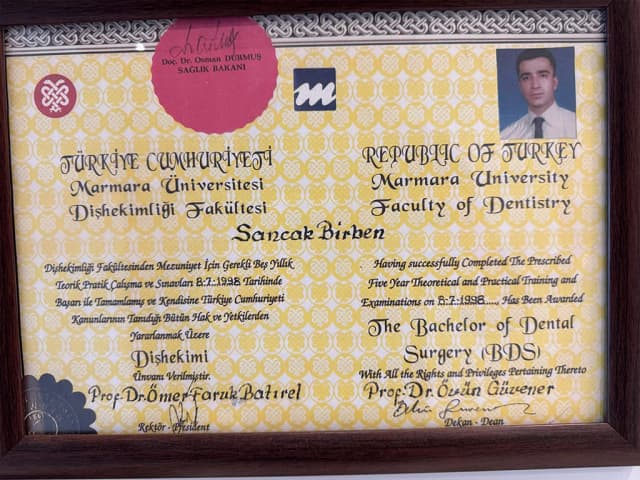 Doç. Dr. Osman DURMUŞ
SAĞLIK BAKANI
m
TÜRKİYE CUMHURİYETİ
Marmara Üniversitesi
Dişhekimliği Fakültesi
REPUBLIC OF TURKEY
Marmara University
Faculty of Dentistry
Sancak Birben
Dişhekimliği Fakültesinden Mezuniyet İçin Gerekli Beş Yıllık
Teorik Pratik Çalışma ve Sınavları 8.7.1998 Tarihinde
Başarı ile Tamamlamış ve Kendisine Türkiye Cumhuriyeti
Kanunlarının Tanıdığı Bütün Hak ve Yetkilerden
Yararlanmak Üzere
Dişhekimi
Ünvanı Verilmiştir.
Prof.Dr.Ömer Faruk Batırel
Rektör - President
Having successfully Completed The Prescribed
Five Year Theoretical and Practical Training and
Examinations on 8.7.1998....., Has Been Awarded
The Bachelor of Dental
Surgery (BDS)
With All the Rights and Privileges Pertaining Thereto
Prof.Dr. Övün Güvener
Dekan - Dean